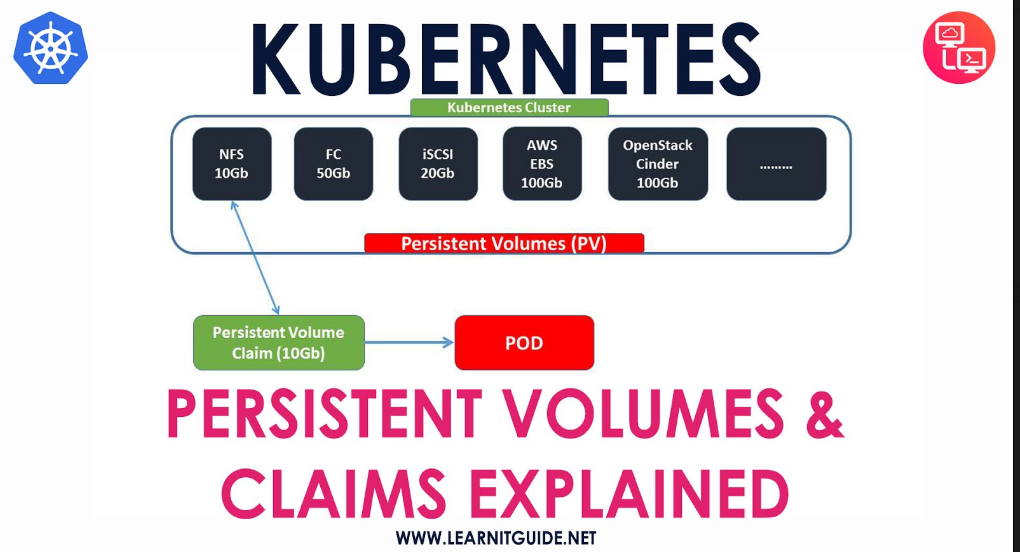 KUBERNETES
Kubernetes Cluster
NFS
10Gb
FC
50Gb
iSCSI
20Gb
AWS
EBS
100Gb
OpenStack
Cinder
100Gb
.........
Persistent Volumes (PV)
Persistent Volume
Claim (10Gb)
POD
PERSISTENT VOLUMES &
CLAIMS EXPLAINED
WWW.LEARNITGUIDE.NET